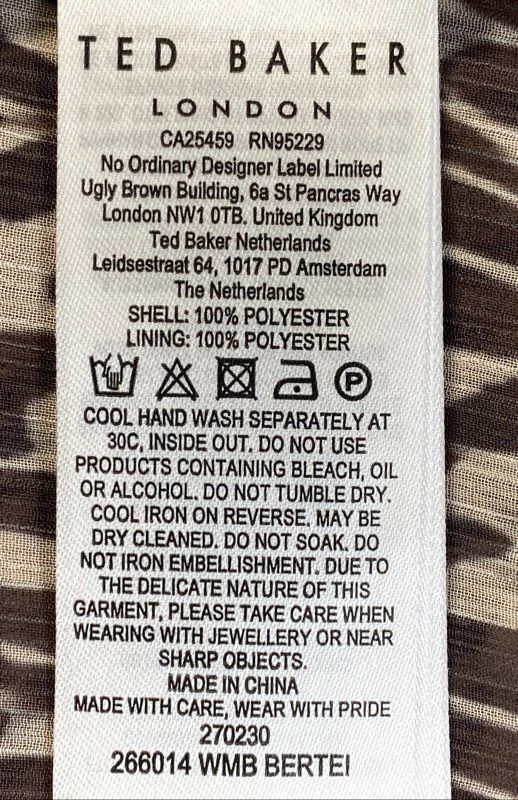 TED BAKER
LONDON
CA25459 RN95229
No Ordinary Designer Label Limited
Ugly Brown Building, 6a St Pancras Way
London NW1 0TB. United Kingdom
Ted Baker Netherlands
Leidsestraat 64, 1017 PD Amsterdam
The Netherlands
SHELL: 100% POLYESTER
LINING: 100% POLYESTER
P
COOL HAND WASH SEPARATELY AT
30C, INSIDE OUT. DO NOT USE
PRODUCTS CONTAINING BLEACH, OIL
OR ALCOHOL. DO NOT TUMBLE DRY.
COOL IRON ON REVERSE. MAY BE
DRY CLEANED. DO NOT SOAK. DO
NOT IRON EMBELLISHMENT. DUE TO
THE DELICATE NATURE OF THIS
GARMENT, PLEASE TAKE CARE WHEN
WEARING WITH JEWELLERY OR NEAR
SHARP OBJECTS.
MADE IN CHINA
MADE WITH CARE, WEAR WITH PRIDE
270230
266014 WMB BERTEI